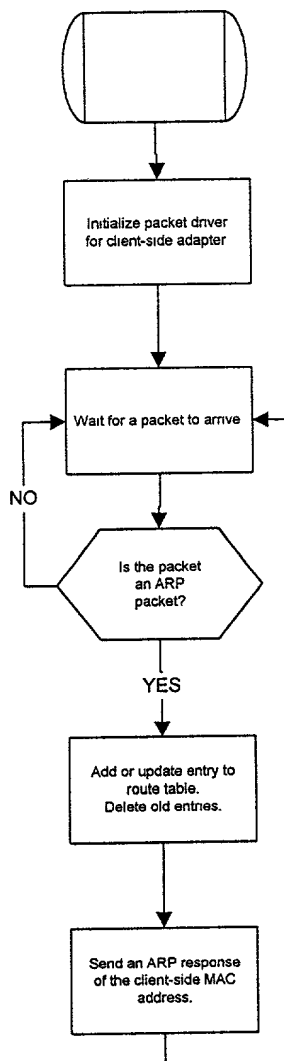 Initialize packet driver
for client-side adapter
Wait for a packet to arrive
NO
Is the packet
an ARP
packet?
YES
Add or update entry to
route table.
Delete old entries.
Send an ARP response
of the client-side MAC
address.